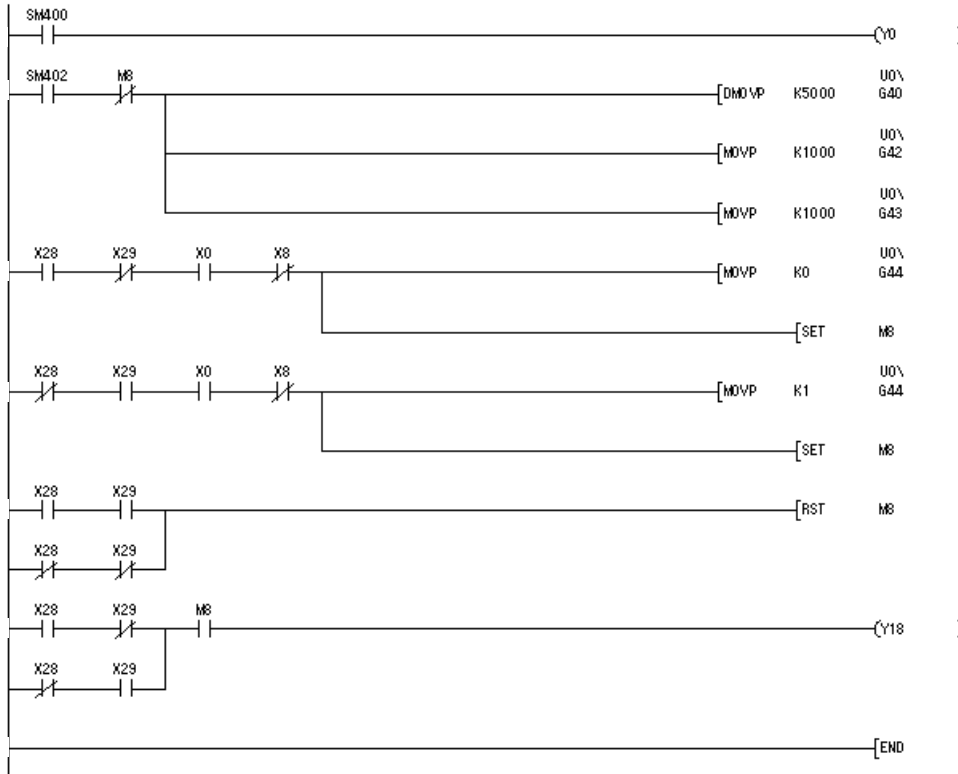 SM400
Y0
SM402 M8 U0\
DMOVP K5000 G40
U0\
MOVP K1000 G42
U0\
MOVP K1000 G43
X28 X29 X0 X8 U0\
MOVP K0 G44
SET M8
X28 X29 X0 X8 U0\
MOVP K1 G44
SET M8
X28 X29
RST M8
X28 X29
X28 X29 M8
Y18
X28 X29
END